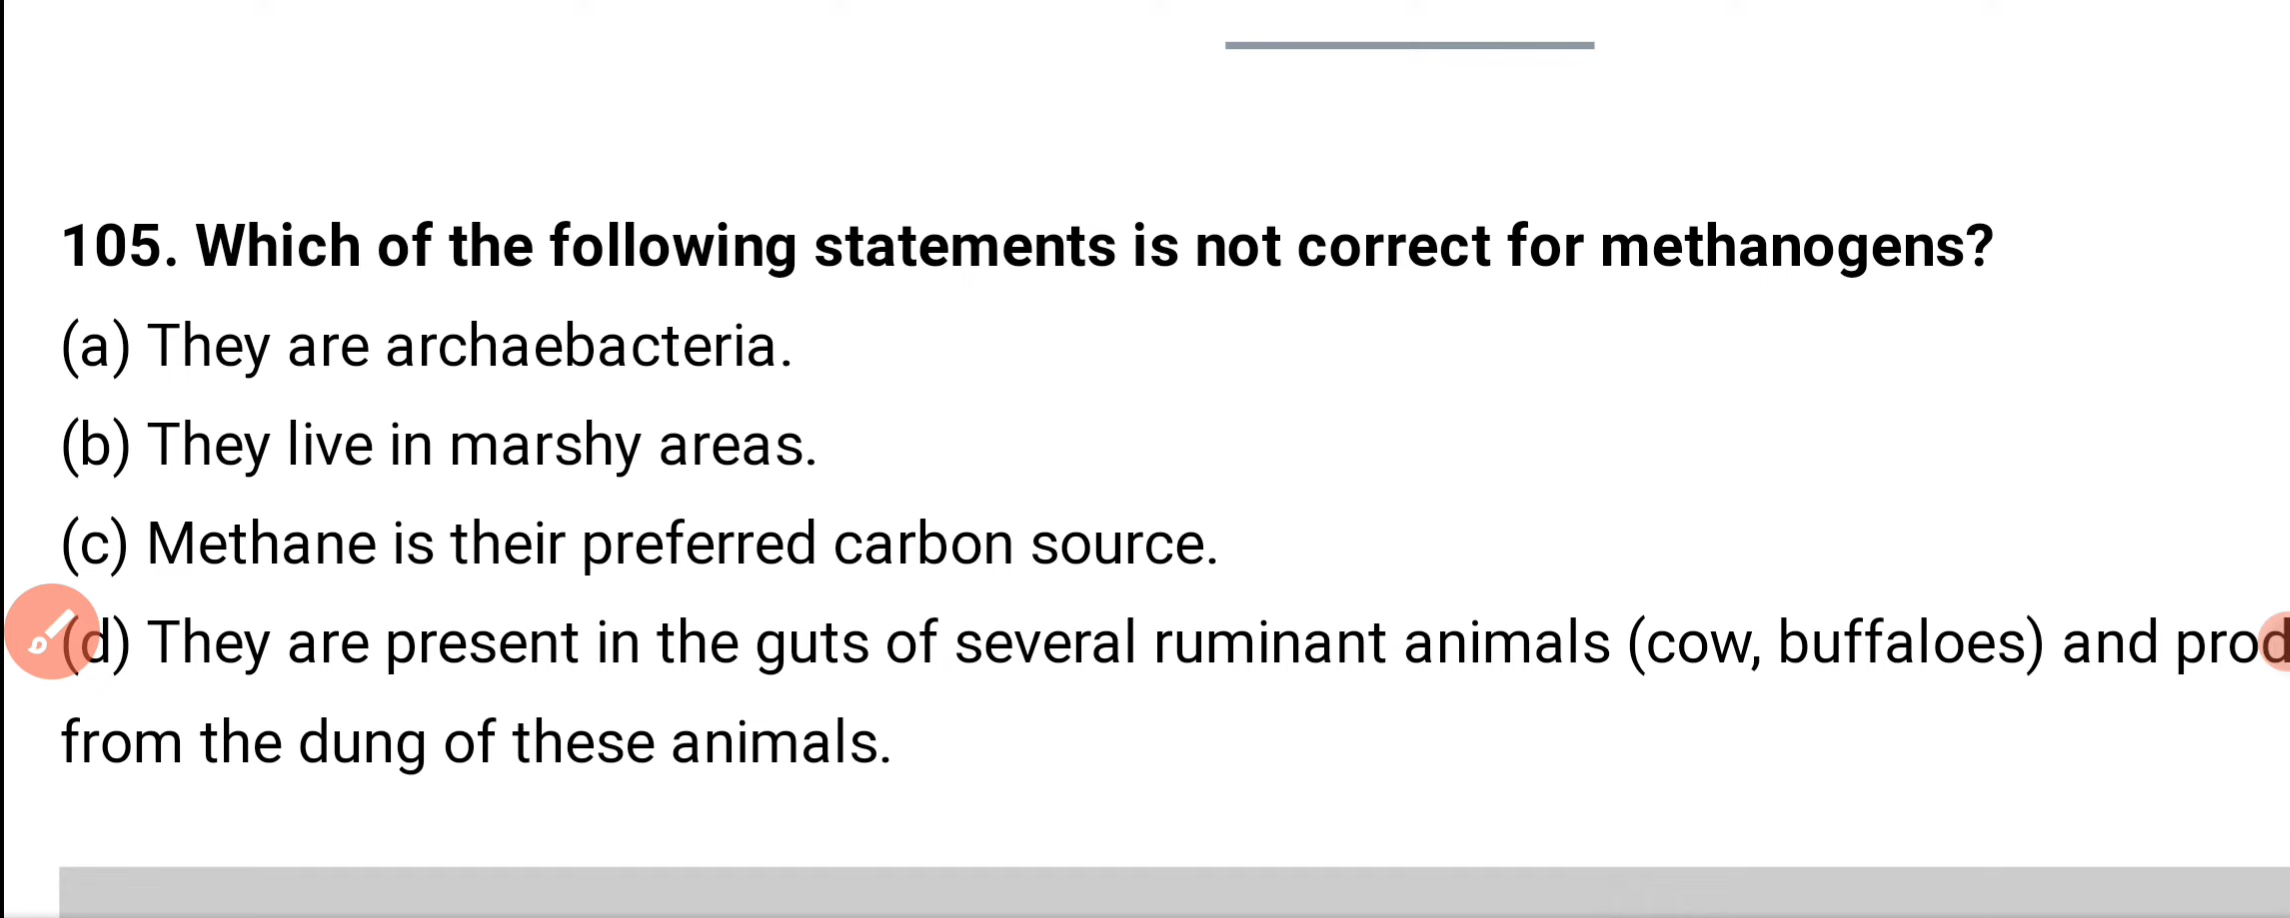 105. Which of the following statements is not correct for methanogens?
(a) They are archaebacteria.
(b) They live in marshy areas.
(c) Methane is their preferred carbon source.
(d) They are present in the guts of several ruminant animals (cow, buffaloes) and prod
from the dung of these animals.